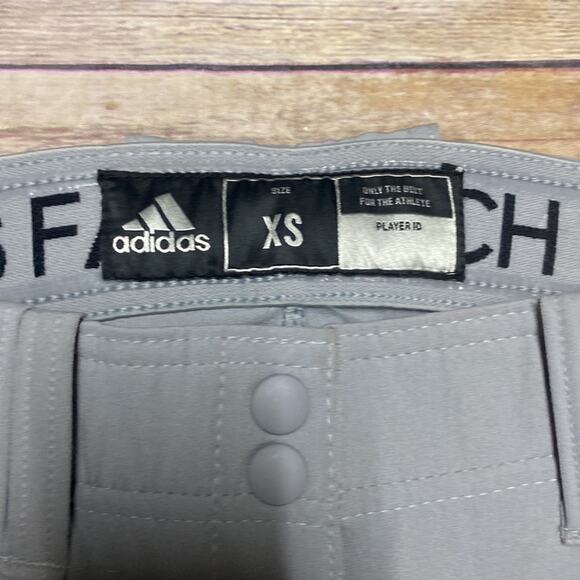 SFA
adidas
SIZE
XS
ONLY THE BEST
FOR THE ATHLETE
PLAYER ID
CH